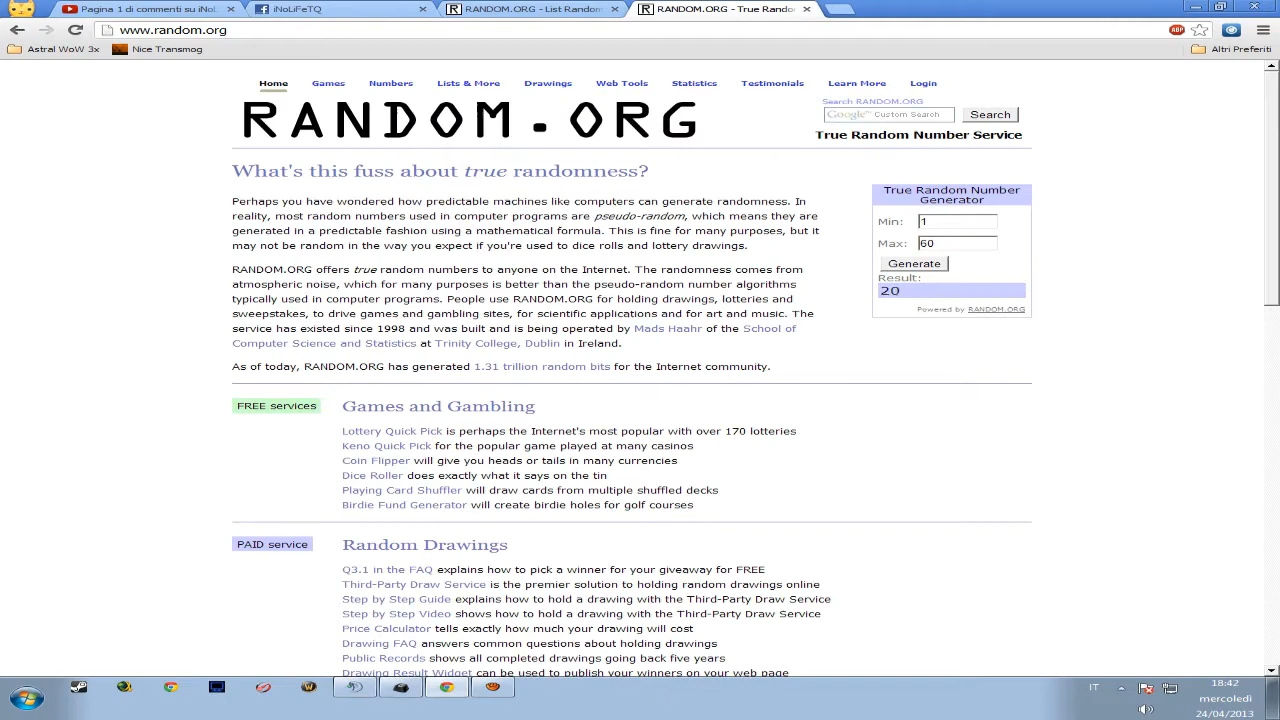 Pagina 1 di commenti su iNoL
iNoLiFeTQ
RANDOM.ORG - List Random
RANDOM.ORG - True Rando
www.random.org
ABP
Astral WoW 3x
Nice Transmog
Altri Preferiti
Home
Games
Numbers
Lists & More
Drawings
Web Tools
Statistics
Testimonials
Learn More
Login
RANDOM.ORG
Search RANDOM.ORG
Google™ Custom Search
Search
True Random Number Service
What's this fuss about true randomness?
Perhaps you have wondered how predictable machines like computers can generate randomness. In
reality, most random numbers used in computer programs are pseudo-random, which means they are
generated in a predictable fashion using a mathematical formula. This is fine for many purposes, but it
may not be random in the way you expect if you're used to dice rolls and lottery drawings.
RANDOM.ORG offers true random numbers to anyone on the Internet. The randomness comes from
atmospheric noise, which for many purposes is better than the pseudo-random number algorithms
typically used in computer programs. People use RANDOM.ORG for holding drawings, lotteries and
sweepstakes, to drive games and gambling sites, for scientific applications and for art and music. The
service has existed since 1998 and was built and is being operated by Mads Haahr of the School of
Computer Science and Statistics at Trinity College, Dublin in Ireland.
As of today, RANDOM.ORG has generated 1.31 trillion random bits for the Internet community.
True Random Number
Generator
Min: 1
Max: 60
Generate
Result:
20
Powered by RANDOM.ORG
FREE services
Games and Gambling
Lottery Quick Pick is perhaps the Internet's most popular with over 170 lotteries
Keno Quick Pick for the popular game played at many casinos
Coin Flipper will give you heads or tails in many currencies
Dice Roller does exactly what it says on the tin
Playing Card Shuffler will draw cards from multiple shuffled decks
Birdie Fund Generator will create birdie holes for golf courses
PAID service
Random Drawings
Q3.1 in the FAQ explains how to pick a winner for your giveaway for FREE
Third-Party Draw Service is the premier solution to holding random drawings online
Step by Step Guide explains how to hold a drawing with the Third-Party Draw Service
Step by Step Video shows how to hold a drawing with the Third-Party Draw Service
Price Calculator tells exactly how much your drawing will cost
Drawing FAQ answers common questions about holding drawings
Public Records shows all completed drawings going back five years
Drawing Result Widget can be used to publish your winners on your web page
IT
18:42
mercoledì
24/04/2013